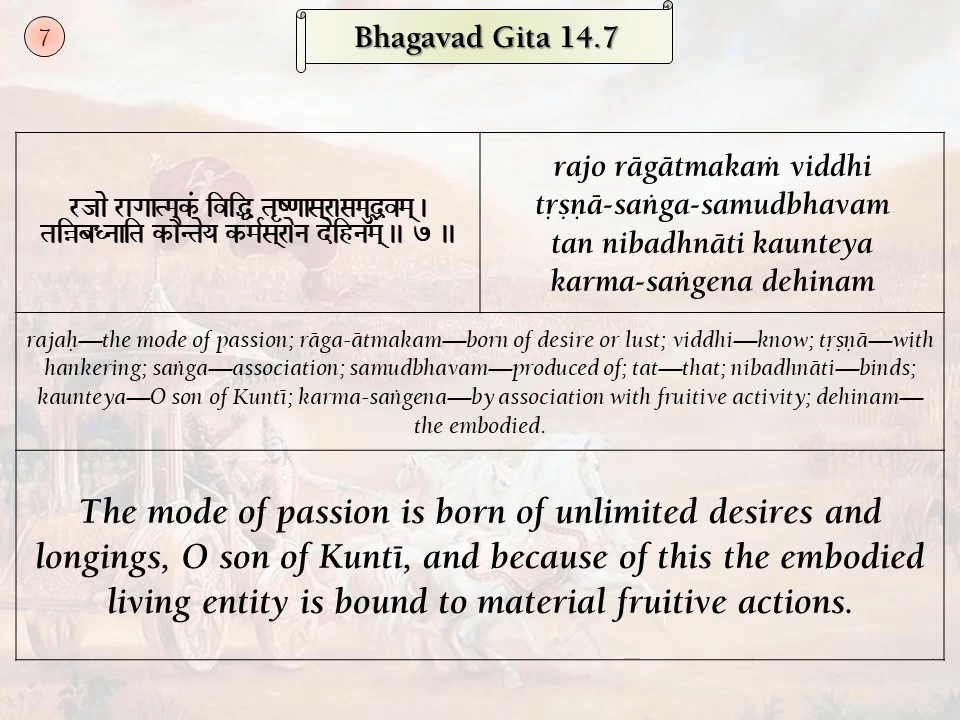 7
Bhagavad Gita 14.7
रजो रागात्मकं विद्धि तृष्णासरासमुद्भवम् ।
तन्निबध्नाति कौन्तेय कर्मसरोन देहिनम् ॥ ७ ॥
rajo rāgātmakaṁ viddhi
tṛṣṇā-saṅga-samudbhavam
tan nibadhnāti kaunteya
karma-saṅgena dehinam
rajaḥ—the mode of passion; rāga-ātmakam—born of desire or lust; viddhi—know; tṛṣṇā—with
hankering; saṅga—association; samudbhavam—produced of; tat—that; nibadhnāti—binds;
kaunteya—O son of Kuntī; karma-saṅgena—by association with fruitive activity; dehinam—
the embodied.
The mode of passion is born of unlimited desires and
longings, O son of Kuntī, and because of this the embodied
living entity is bound to material fruitive actions.